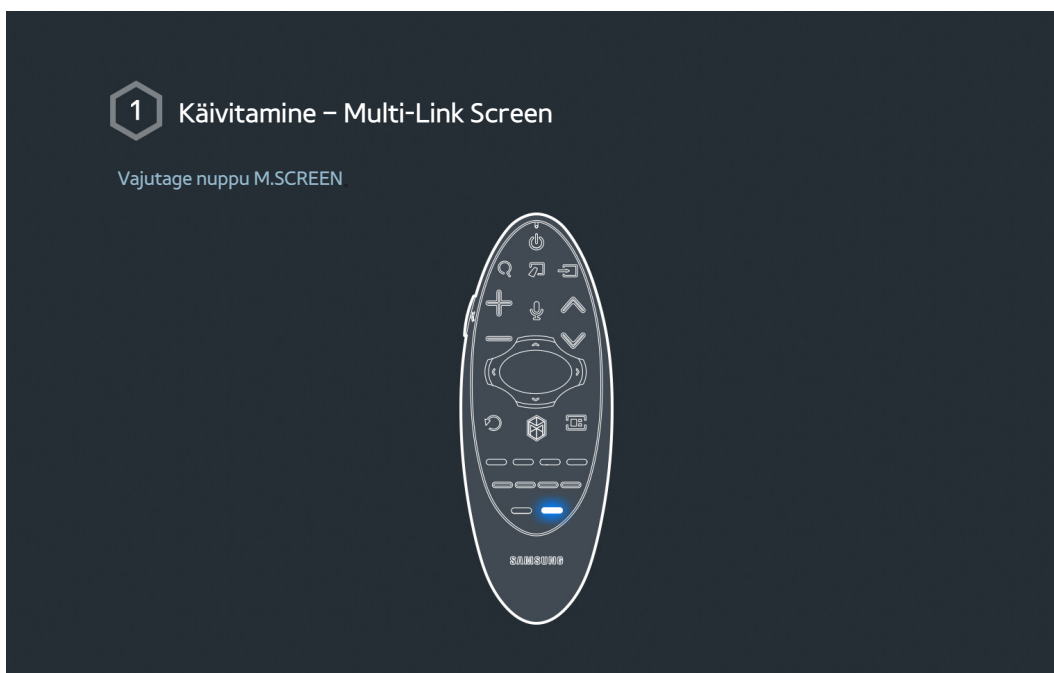 1
Käivitamine – Multi-Link Screen
Vajutage nuppu M.SCREEN.
SAMSUNG